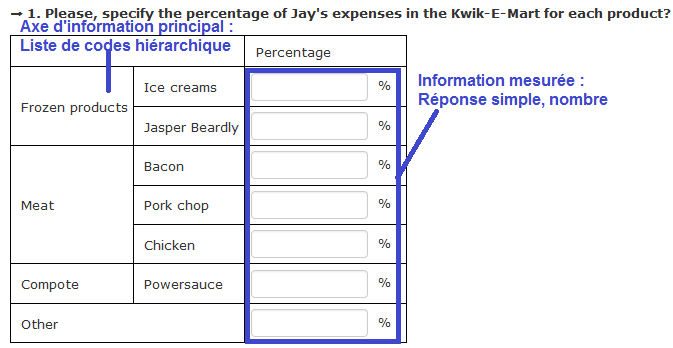 → 1. Please, specify the percentage of Jay's expenses in the Kwik-E-Mart for each product?
Axe d'information principal :
Liste de codes hiérarchique
Percentage
Information mesurée :
Réponse simple, nombre
Frozen products
Ice creams
%
Jasper Beardly
%
Meat
Bacon
%
Pork chop
%
Chicken
%
Compote
Powersauce
%
Other
%